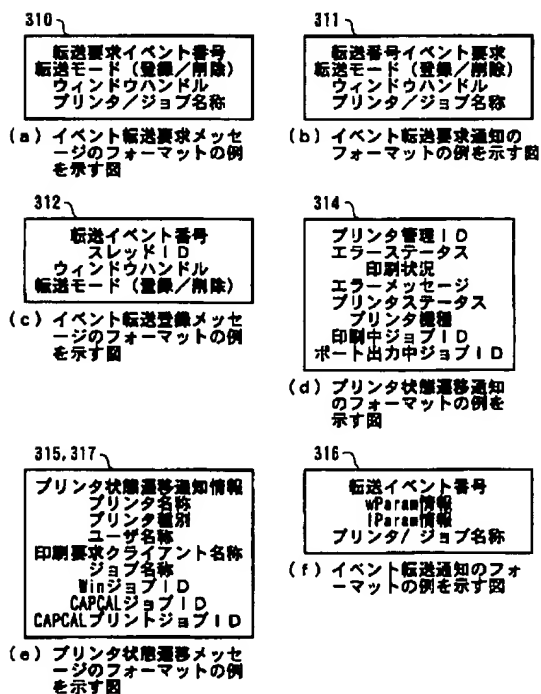 310
転送要求イベント番号
転送モード（登録／削除）
ウィンドウハンドル
プリンタ／ジョブ名称
(a) イベント転送要求メッセ
ージのフォーマットの例
を示す図
311
転送番号イベント要求
転送モード（登録／削除）
ウィンドウハンドル
プリンタ／ジョブ名称
(b) イベント転送要求通知の
フォーマットの例を示す図
312
転送イベント番号
スレッドID
ウィンドウハンドル
転送モード（登録／削除）
(c) イベント転送登録メッセ
ージのフォーマットの例
を示す図
314
プリンタ管理ID
エラーステータス
印刷状況
エラーメッセージ
プリンタステータス
プリンタ機種
印刷中ジョブID
ポート出力中ジョブID
(d) プリンタ状態遷移通知
のフォーマットの例を
示す図
315,317
プリンタ状態遷移通知情報
プリンタ名称
プリンタ種別
ユーザ名称
印刷要求クライアント名称
ジョブ名称
WinジョブID
CAPCALジョブID
CAPCALプリントジョブID
(e) プリンタ状態遷移メッセ
ージのフォーマットの例
を示す図
316
転送イベント番号
wParam情報
lParam情報
プリンタ/ ジョブ名称
(f) イベント転送通知のフォ
ーマットの例を示す図